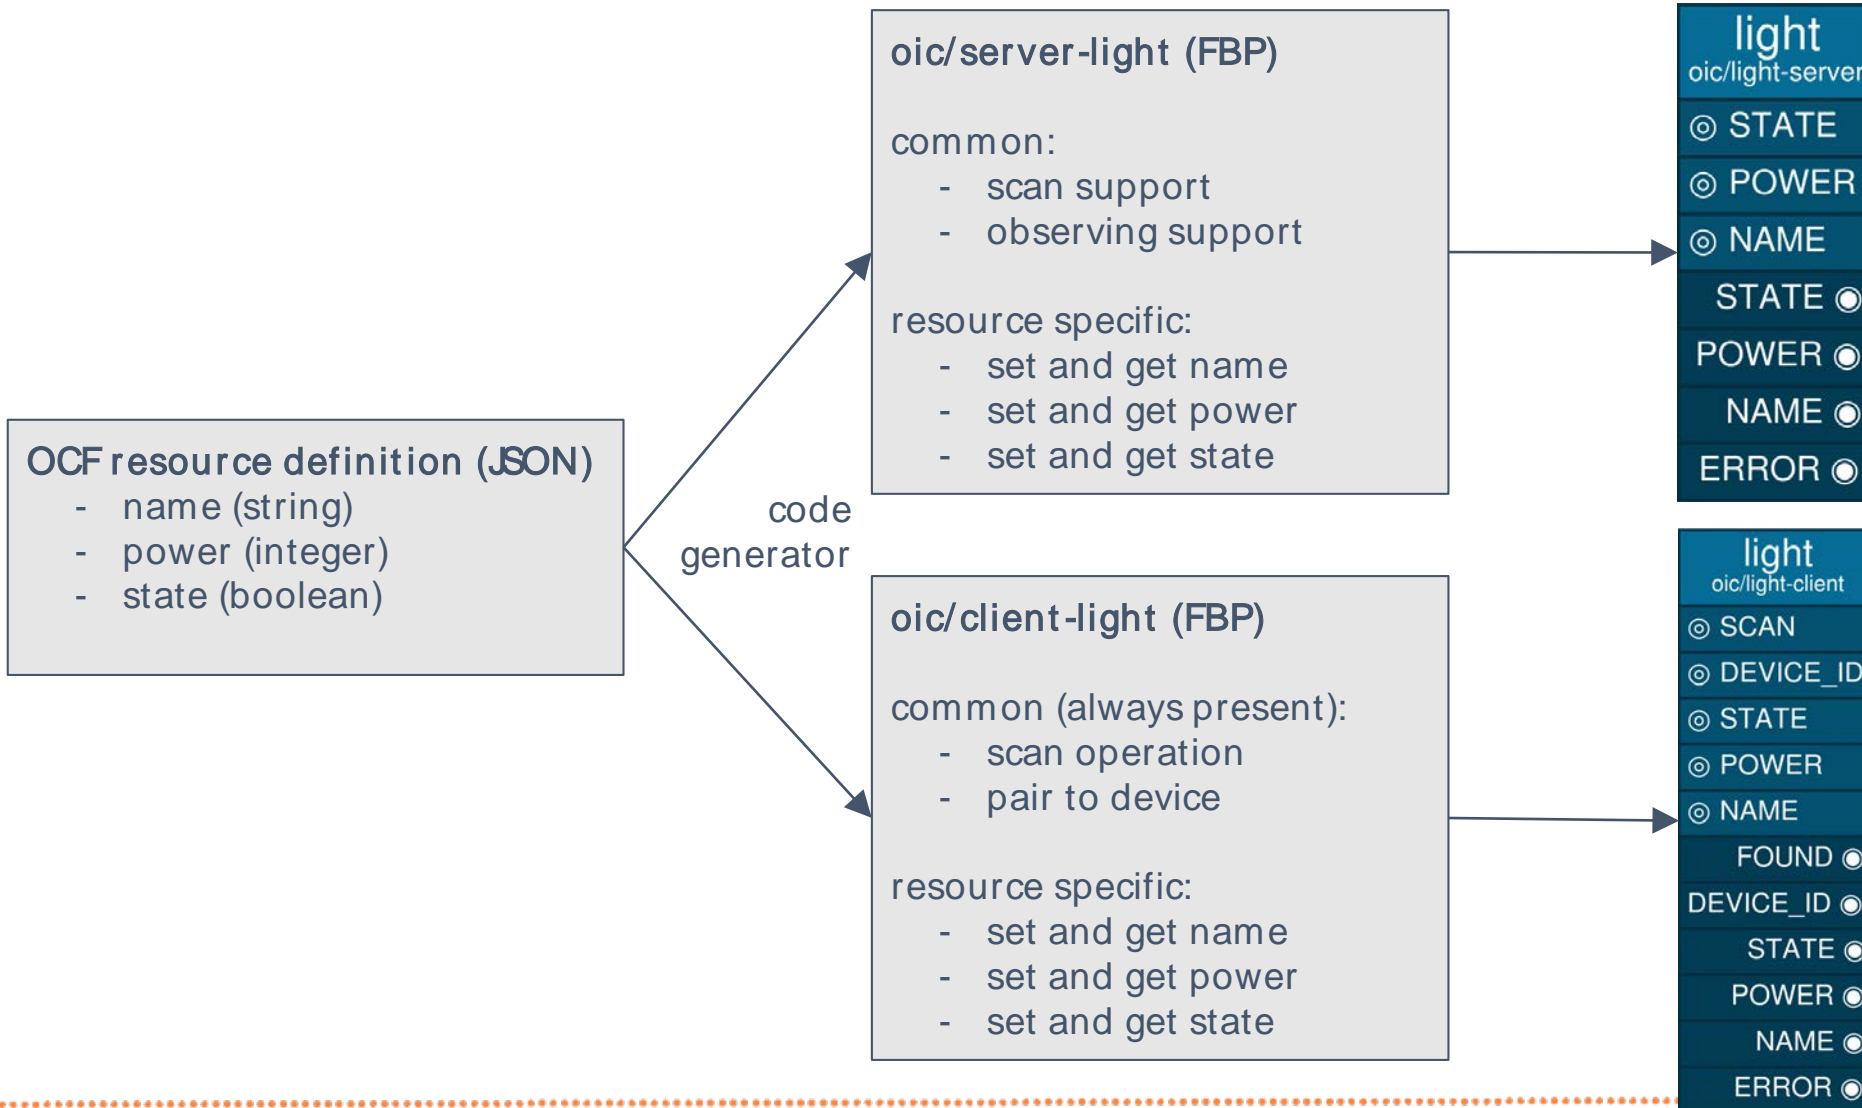 OCF resource definition (JSON)
- name (string)
- power (integer)
- state (boolean)
code
generator
oic/server-light (FBP)
common:
- scan support
- observing support
resource specific:
- set and get name
- set and get power
- set and get state
oic/client-light (FBP)
common (always present):
- scan operation
- pair to device
resource specific:
- set and get name
- set and get power
- set and get state
light
oic/light-server
◎ STATE
◎ POWER
◎ NAME
STATE ◉
POWER ◉
NAME ◉
ERROR ◉
light
oic/light-client
◎ SCAN
◎ DEVICE_ID
◎ STATE
◎ POWER
◎ NAME
FOUND ◉
DEVICE_ID ◉
STATE ◉
POWER ◉
NAME ◉
ERROR ◉